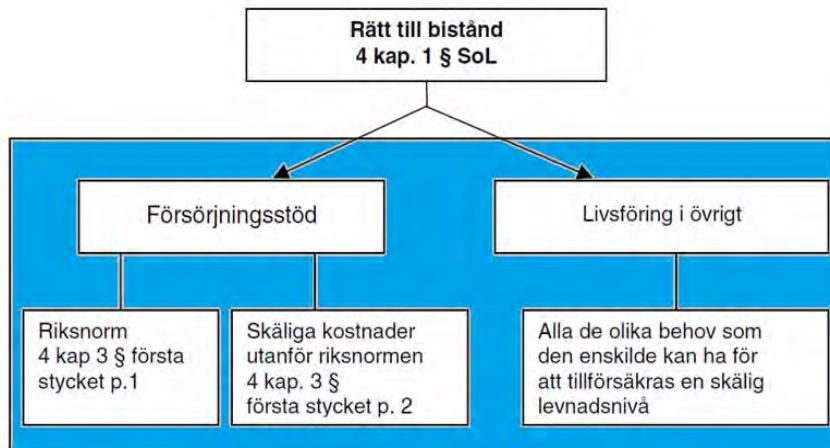 Rätt till bistånd
4 kap. 1 § SoL
Försörjningsstöd
Livsföring i övrigt
Riksnorm
4 kap 3 § första
stycket p.1
Skäliga kostnader
utanför riksnormen
4 kap. 3 §
första stycket p. 2
Alla de olika behov som
den enskilde kan ha för
att tillförsäkras en skälig
levnadsnivå